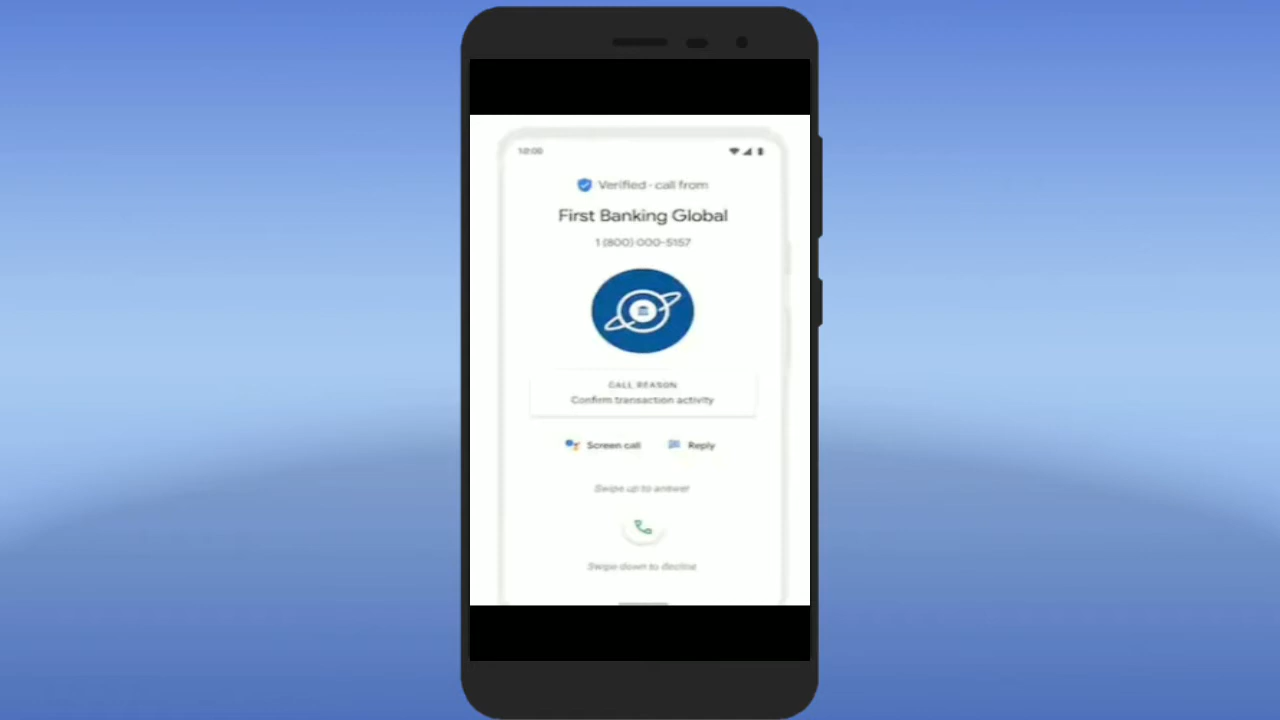 10:00
Verified · call from
First Banking Global
1 (800) 000-5157
CALL REASON
Confirm transaction activity
Screen call
Reply
Swipe up to answer
Swipe down to decline